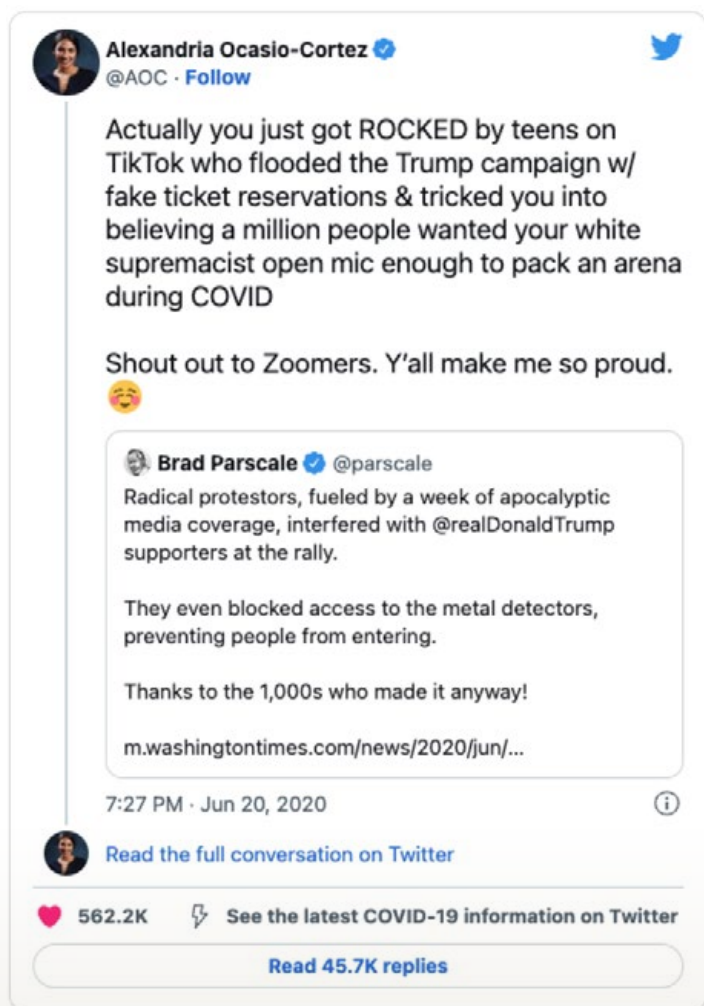 Alexandria Ocasio-Cortez
@AOC · Follow
Actually you just got ROCKED by teens on
TikTok who flooded the Trump campaign w/
fake ticket reservations & tricked you into
believing a million people wanted your white
supremacist open mic enough to pack an arena
during COVID
Shout out to Zoomers. Y'all make me so proud.
☺️
Brad Parscale @parscale
Radical protestors, fueled by a week of apocalyptic
media coverage, interfered with @realDonaldTrump
supporters at the rally.
They even blocked access to the metal detectors,
preventing people from entering.
Thanks to the 1,000s who made it anyway!
m.washingtontimes.com/news/2020/jun/...
7:27 PM · Jun 20, 2020
Read the full conversation on Twitter
562.2K See the latest COVID-19 information on Twitter
Read 45.7K replies